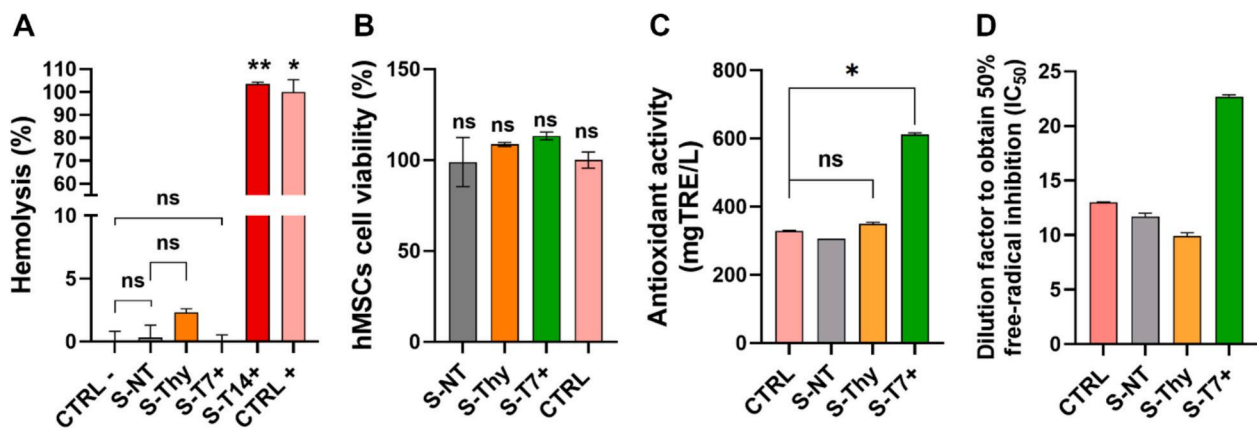 A
Hemolysis (%)
110
100
90
80
70
60
10
5
0
ns
ns
ns
**
*
CTRL -
S-NT
S-Thy
S-T7+
S-T14+
CTRL +
B
hMSCs cell viability (%)
150
100
50
0
ns
ns
ns
ns
S-NT
S-Thy
S-T7+
CTRL
C
Antioxidant activity
(mgTRE/L)
800
600
400
200
0
*
ns
CTRL
S-NT
S-Thy
S-T7+
D
Dilution factor to obtain 50%
free-radical inhibition (IC₅₀)
25
20
15
10
5
0
CTRL
S-NT
S-Thy
S-T7+